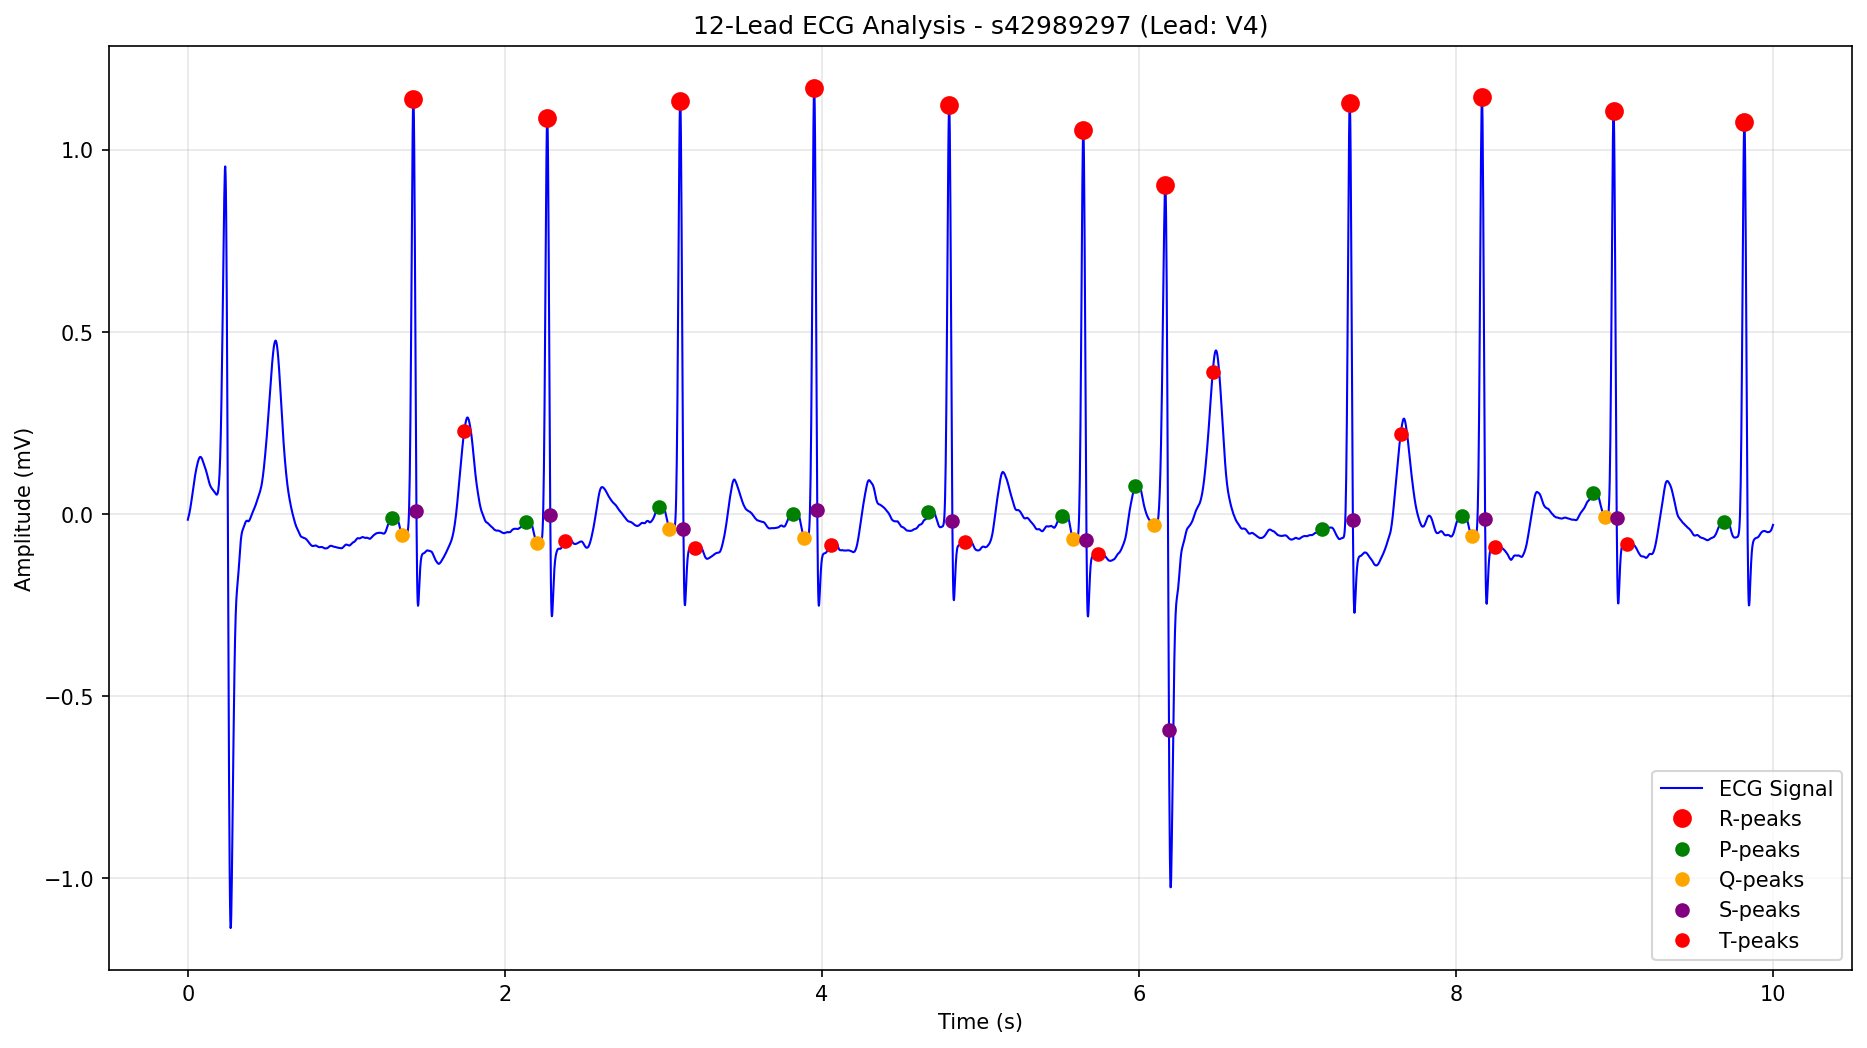 12-Lead ECG Analysis - s42989297 (Lead: V4)
Amplitude (mV)
1.0
0.5
0.0
−0.5
−1.0
0 2 4 6 8 10
Time (s)
ECG Signal
R-peaks
P-peaks
Q-peaks
S-peaks
T-peaks